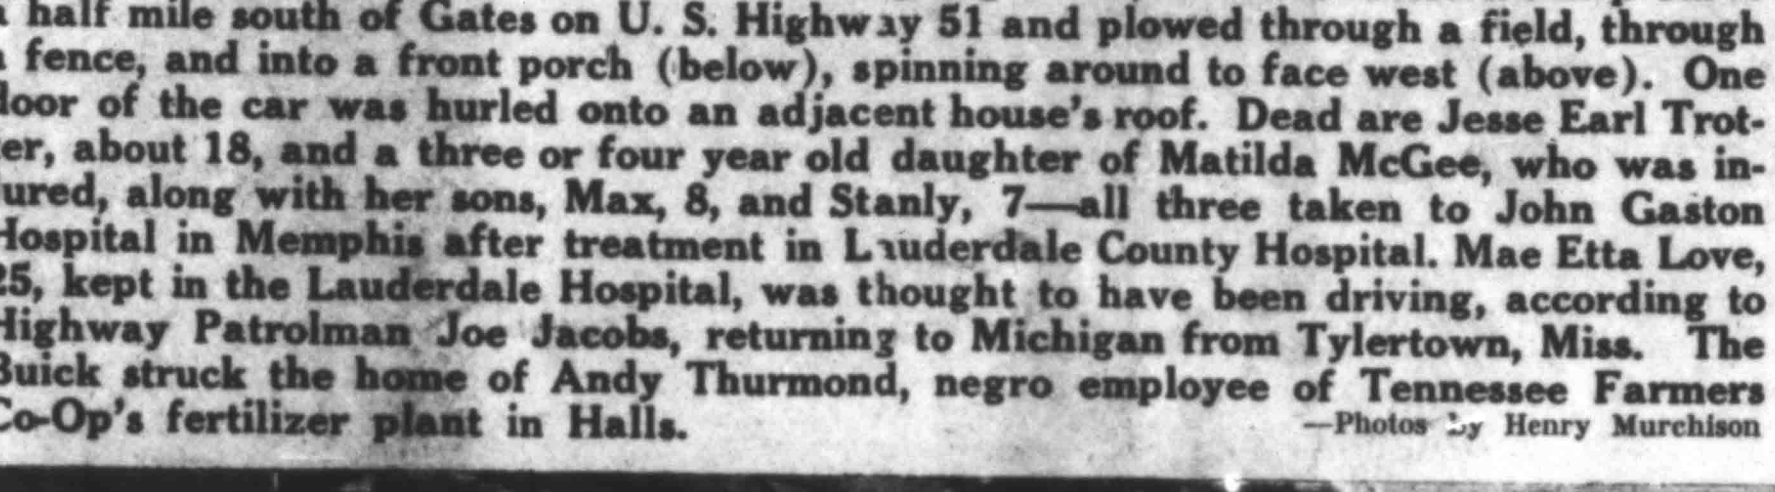 half mile south of Gates on U. S. Highway 51 and plowed through a field, through
fence, and into a front porch (below), spinning around to face west (above). One
door of the car was hurled onto an adjacent house's roof. Dead are Jesse Earl Trot-
ter, about 18, and a three or four year old daughter of Matilda McGee, who was in-
jured, along with her sons, Max, 8, and Stanly, 7—all three taken to John Gaston
Hospital in Memphis after treatment in Lauderdale County Hospital. Mae Etta Love,
25, kept in the Lauderdale Hospital, was thought to have been driving, according to
Highway Patrolman Joe Jacobs, returning to Michigan from Tylertown, Miss. The
Buick struck the home of Andy Thurmond, negro employee of Tennessee Farmers
Co-Op's fertilizer plant in Halls.
—Photos by Henry Murchison